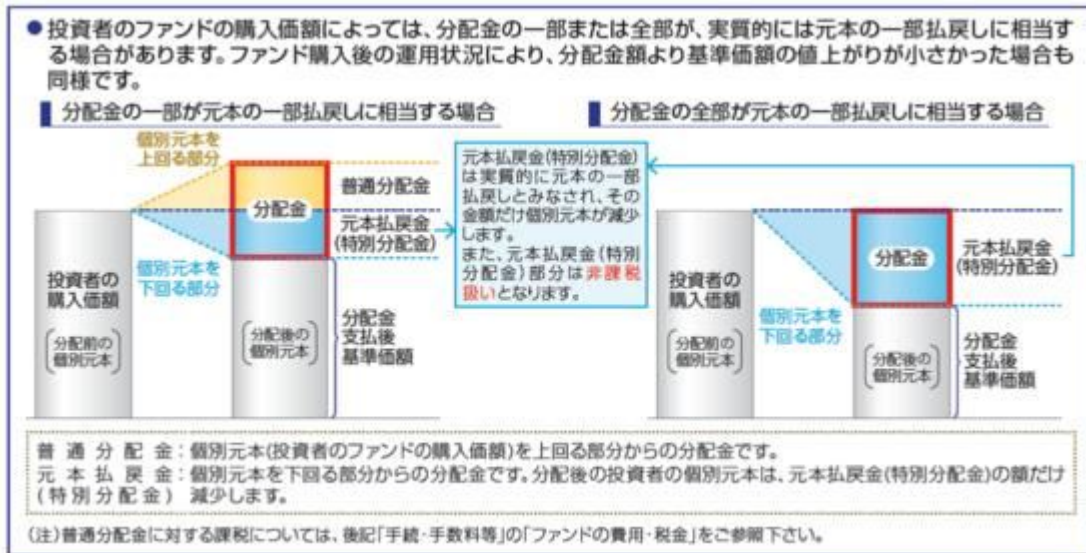 ●投資者のファンドの購入価額によっては、分配金の一部または全部が、実質的には元本の一部払戻しに相当す
る場合があります。ファンド購入後の運用状況により、分配金額より基準価額の値上がりが小さかった場合も
同様です。
分配金の一部が元本の一部払戻しに相当する場合
個別元本を
上回る部分
普通分配金
分配金
元本払戻金
(特別分配金)
投資者の
購入価額
個別元本を
下回る部分
(分配前の
個別元本)
(分配後の
個別元本)
分配金
支払後
基準価額
元本払戻金(特別分配金)
は実質的に元本の一部
払戻しとみなされ、その
金額だけ個別元本が減少
します。
また、元本払戻金(特別
分配金)部分は非課税
扱いとなります。
分配金の全部が元本の一部払戻しに相当する場合
分配金
元本払戻金
(特別分配金)
投資者の
購入価額
個別元本を
下回る部分
(分配前の
個別元本)
(分配後の
個別元本)
分配金
支払後
基準価額
普通分配金:個別元本(投資者のファンドの購入価額)を上回る部分からの分配金です。
元本払戻金:個別元本を下回る部分からの分配金です。分配後の投資者の個別元本は、元本払戻金(特別分配金)の額だけ
(特別分配金) 減少します。
(注)普通分配金に対する課税については、後記「手続・手数料等」の「ファンドの費用・税金」をご参照下さい。